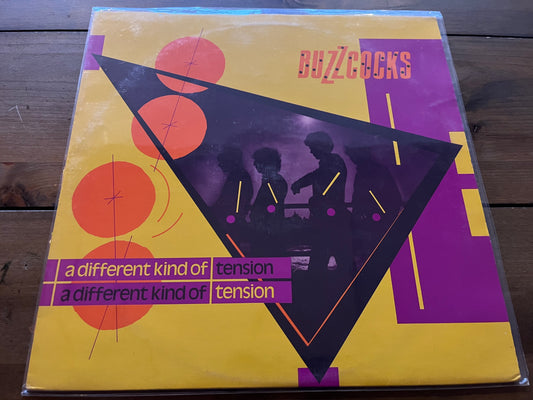 BUZZCOCKS
a different kind of tension
a different kind of tension